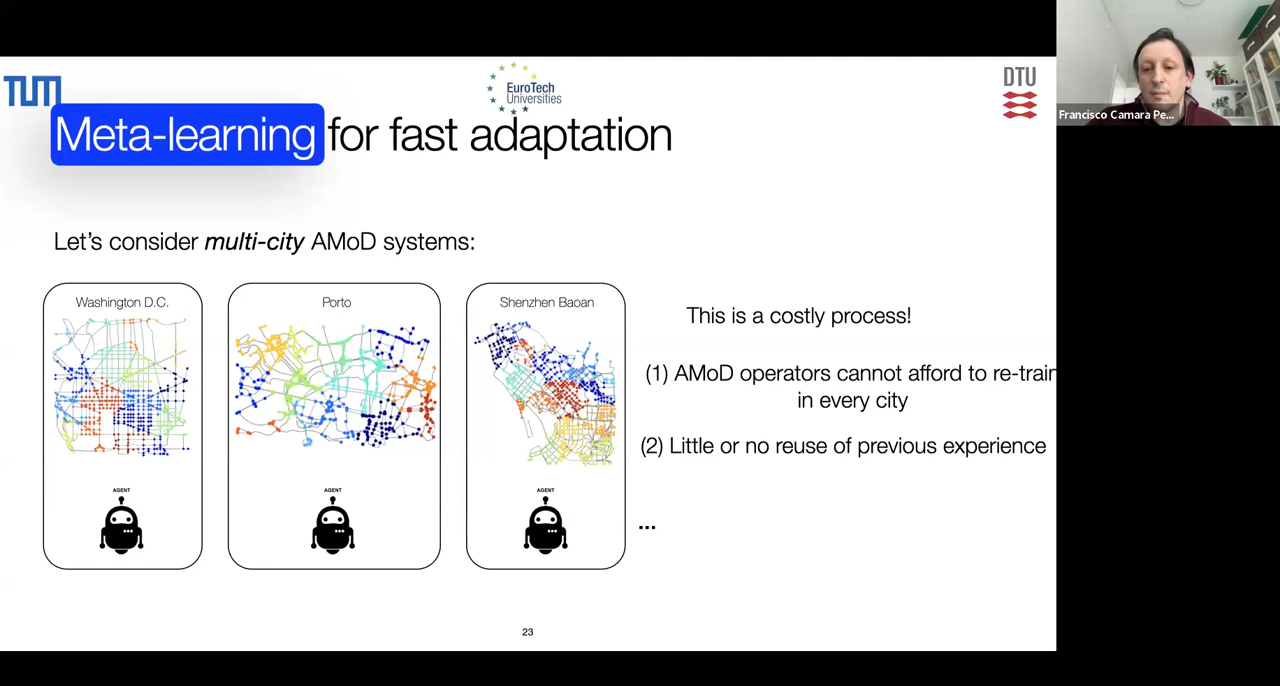 TUM
EuroTech
Universities
DTU
Francisco Camara Pe...
Meta-learning for fast adaptation
Let's consider multi-city AMoD systems:
Washington D.C.
Porto
Shenzhen Baoan
This is a costly process!
(1) AMoD operators cannot afford to re-train
in every city
(2) Little or no reuse of previous experience
AGENT
AGENT
AGENT
...
23